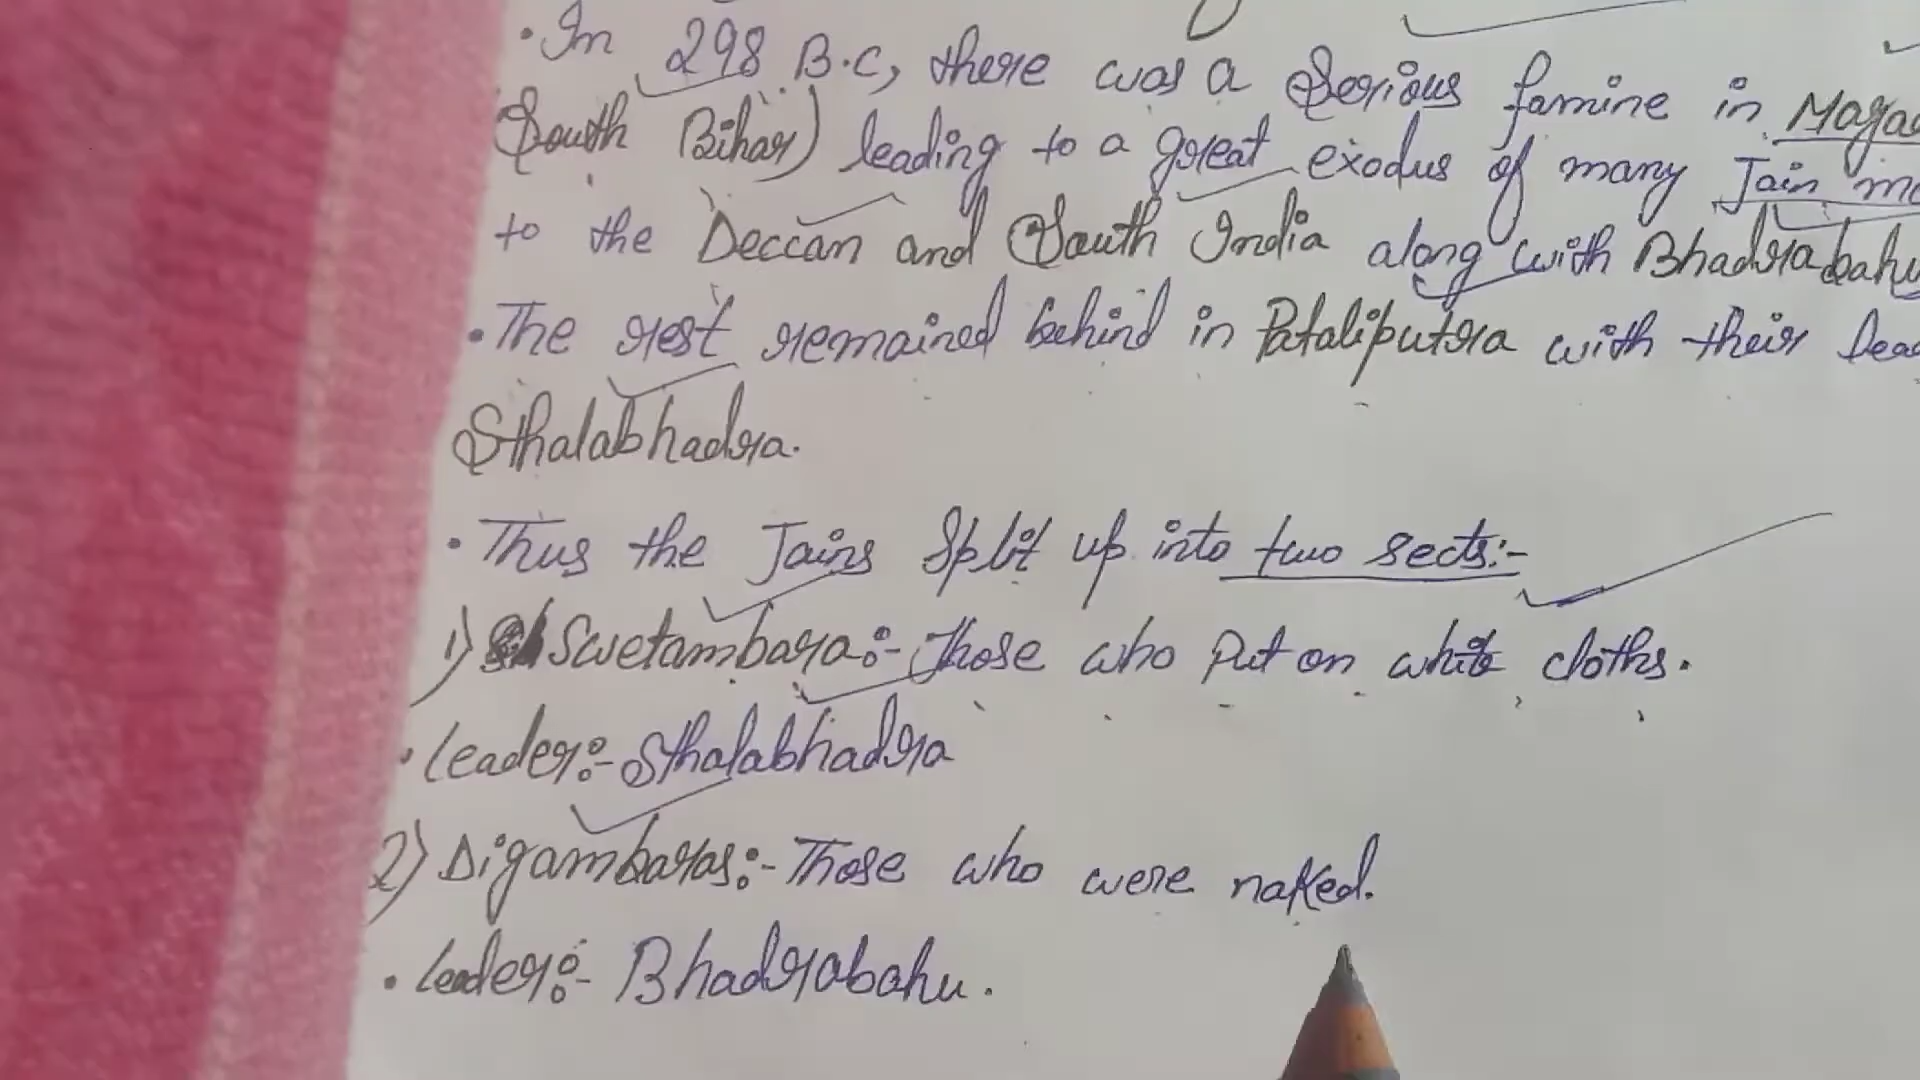 • In 298 B.C, there was a Serious famine in Maga
South Bihar) leading to a great exodus of many Jain mo
to the Deccan and South India along with Bhadrabahu
• The rest remained behind in Pataliputra with their lea
Sthalabhadra.
• Thus the Jains Split up into two sects:-
1) Swetambara:- Those who Put on white cloths.
• Leader:- Sthalabhadra
2) Digambaras:- Those who were naked.
• Leader:- Bhadrabahu.